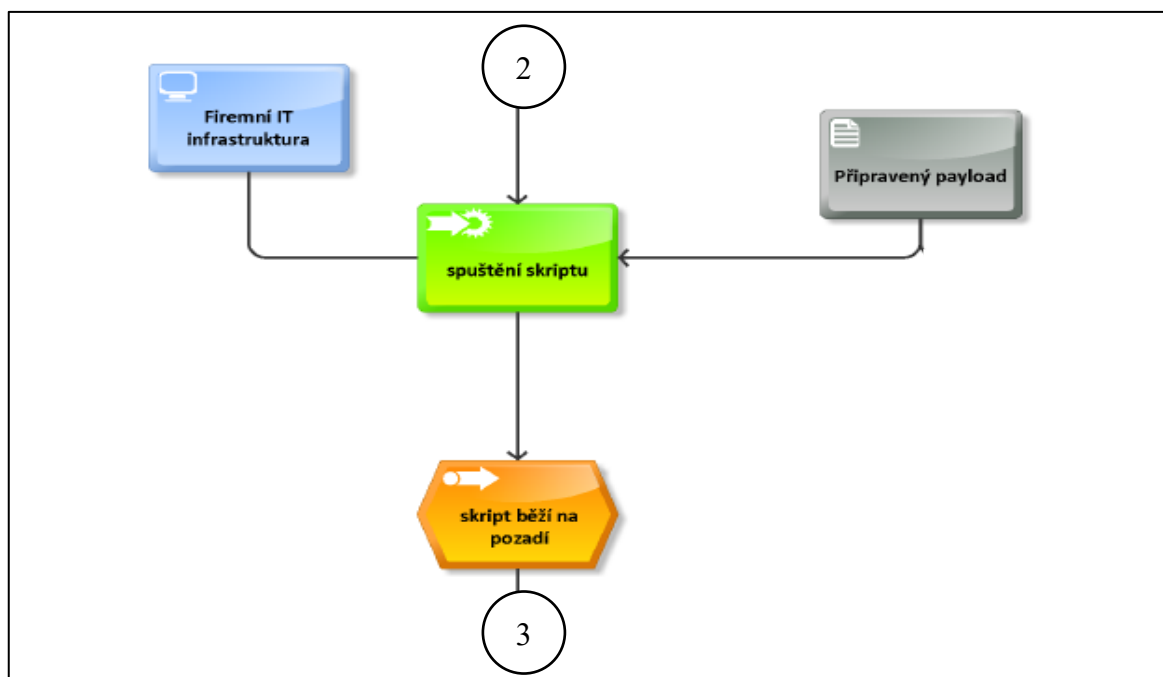 2
Firemní IT
infrastruktura
Připravený payload
spuštění skriptu
skript běží na
pozadí
3